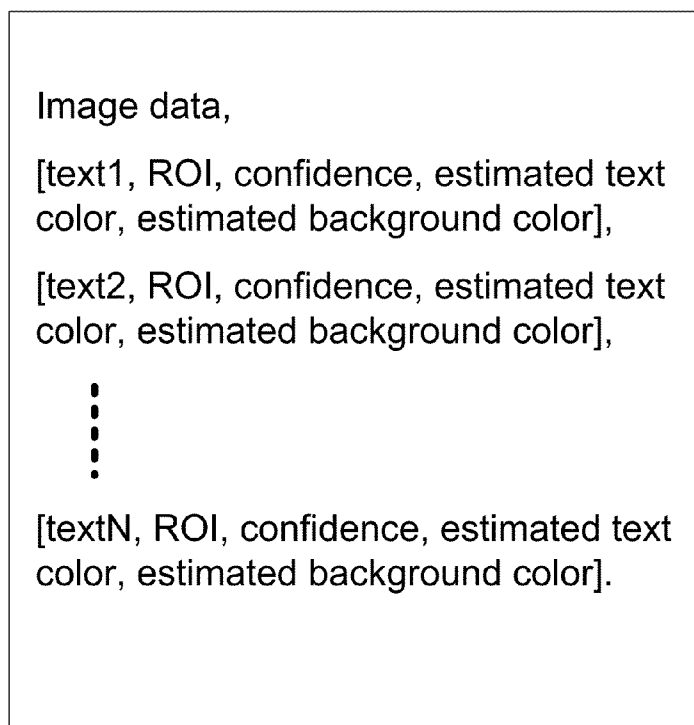 Image data,
[text1, ROI, confidence, estimated text
color, estimated background color],
[text2, ROI, confidence, estimated text
color, estimated background color],
[textN, ROI, confidence, estimated text
color, estimated background color].